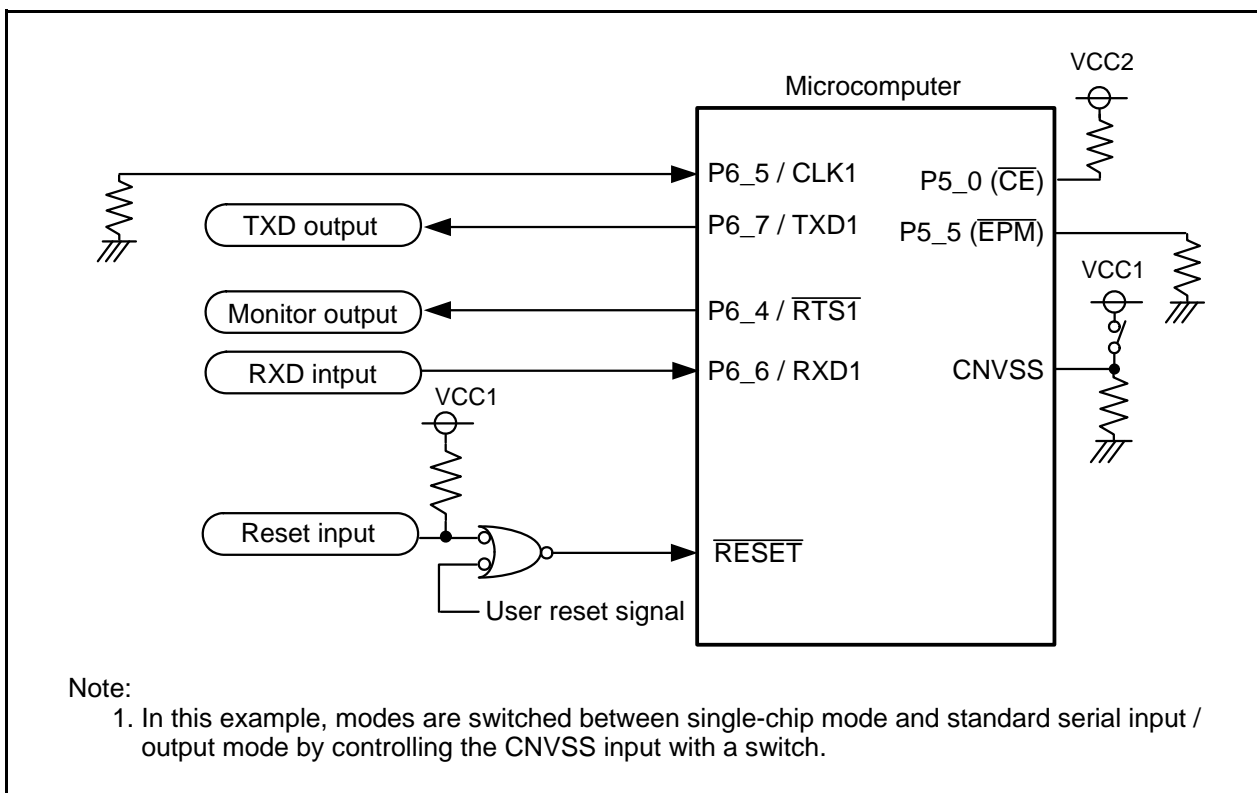 VCC2
Microcomputer
P6_5 / CLK1
P5_0 (CE)
TXD output
P6_7 / TXD1
P5_5 (EPM)
VCC1
Monitor output
P6_4 / RTS1
RXD intput
P6_6 / RXD1
CNVSS
VCC1
Reset input
RESET
User reset signal
Note:
1. In this example, modes are switched between single-chip mode and standard serial input /
output mode by controlling the CNVSS input with a switch.